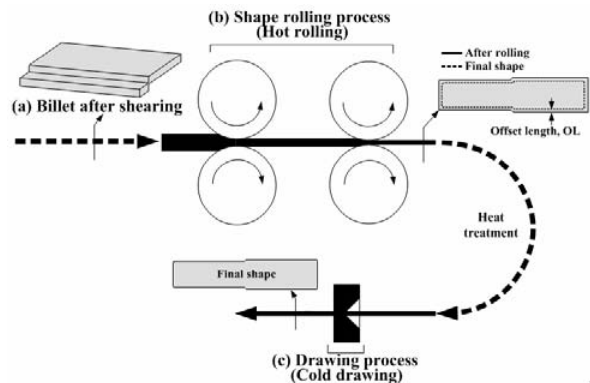 (b) Shape rolling process
(Hot rolling)
(a) Billet after shearing
After rolling
Final shape
Offset length, OL
Heat
treatment
Final shape
(c) Drawing process
(Cold drawing)